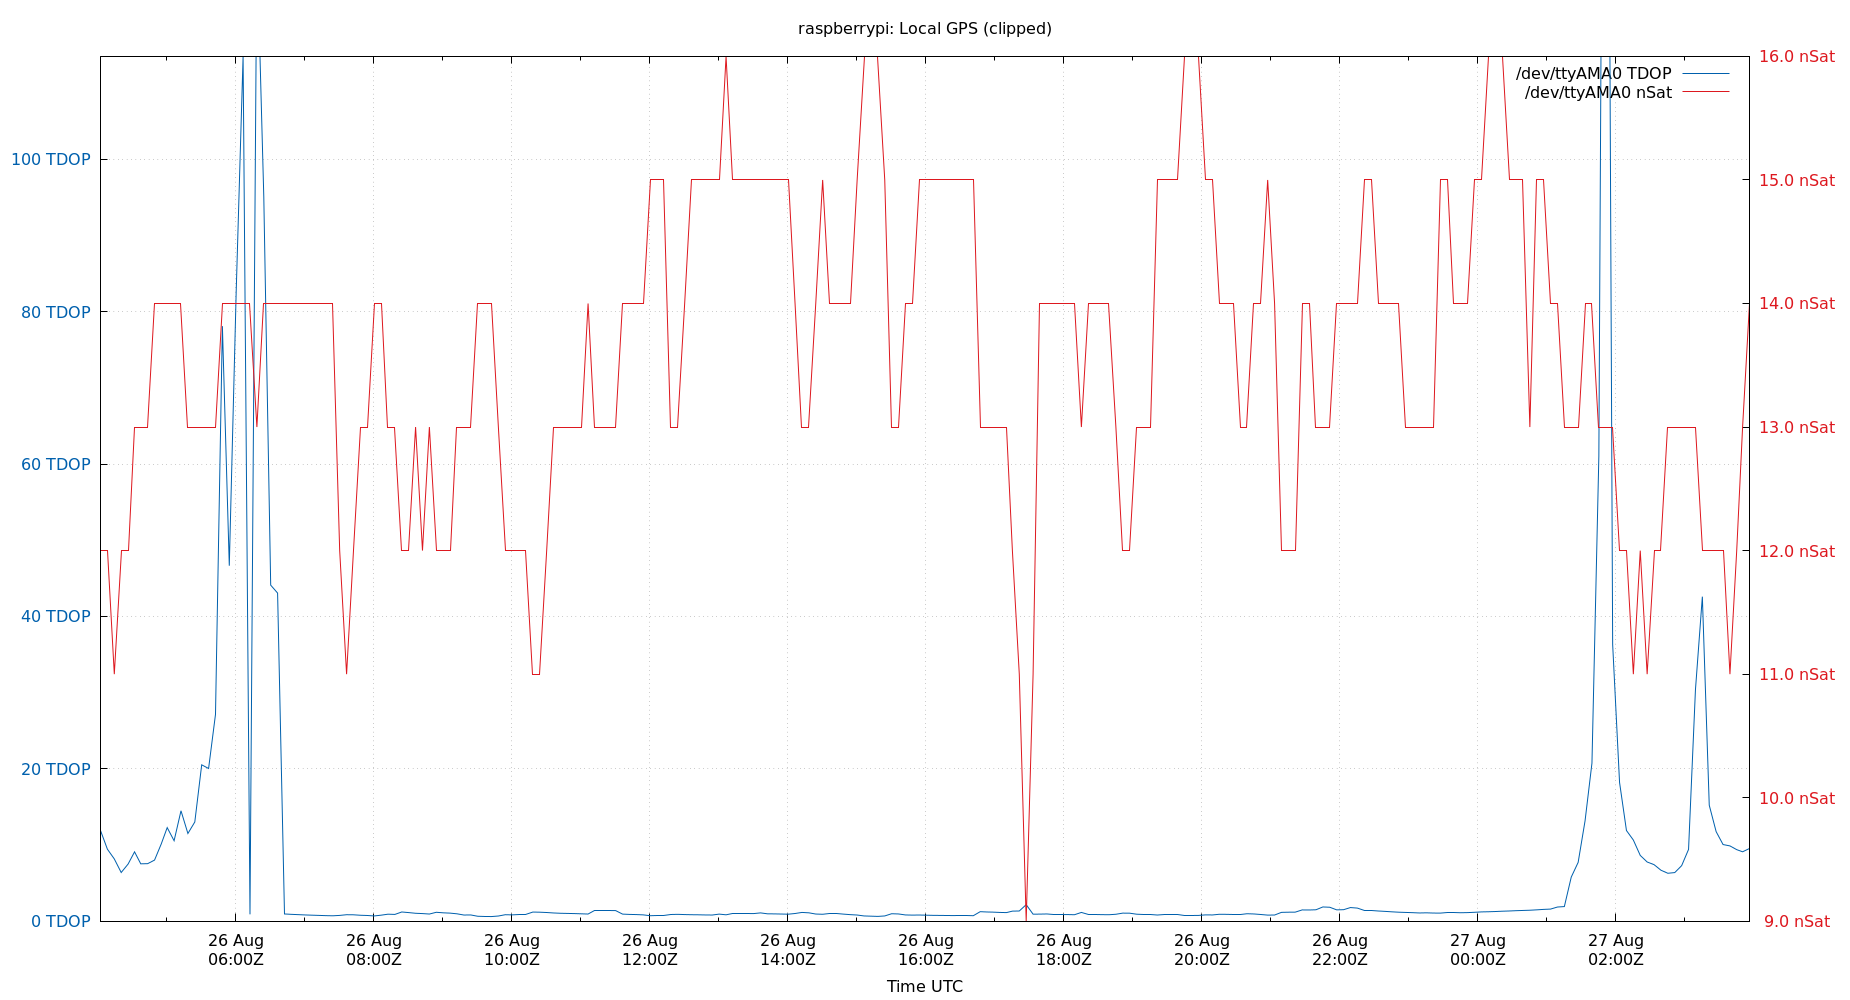 raspberrypi: Local GPS (clipped)
16.0 nSat
/dev/ttyAMA0 TDOP
/dev/ttyAMA0 nSat
100 TDOP
15.0 nSat
80 TDOP
14.0 nSat
60 TDOP
13.0 nSat
12.0 nSat
40 TDOP
11.0 nSat
20 TDOP
10.0 nSat
0 TDOP
9.0 nSat
26 Aug 26 Aug 26 Aug 26 Aug 26 Aug 26 Aug 26 Aug 26 Aug 26 Aug 27 Aug 27 Aug
06:00Z 08:00Z 10:00Z 12:00Z 14:00Z 16:00Z 18:00Z 20:00Z 22:00Z 00:00Z 02:00Z
Time UTC